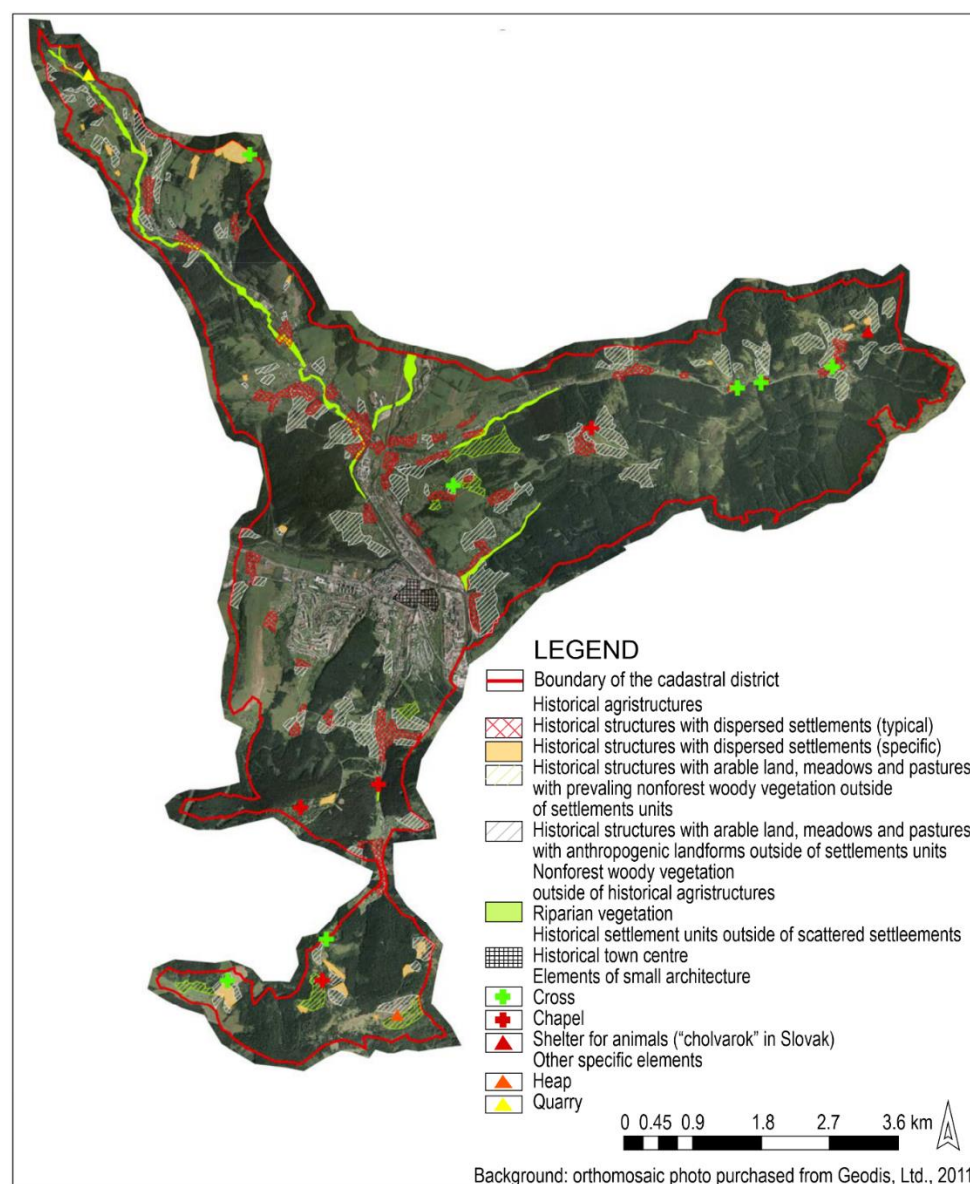 LEGEND
Boundary of the cadastral district
Historical agristructures
Historical structures with dispersed settlements (typical)
Historical structures with dispersed settlements (specific)
Historical structures with arable land, meadows and pastures
with prevaling nonforest woody vegetation outside
of settlements units
Historical structures with arable land, meadows and pastures
with anthropogenic landforms outside of settlements units
Nonforest woody vegetation
outside of historical agristructures
Riparian vegetation
Historical settlement units outside of scattered settleements
Historical town centre
Elements of small architecture
Cross
Chapel
Shelter for animals (“cholvarok” in Slovak)
Other specific elements
Heap
Quarry
0 0.45 0.9 1.8 2.7 3.6 km
Background: orthomosaic photo purchased from Geodis, Ltd., 2011